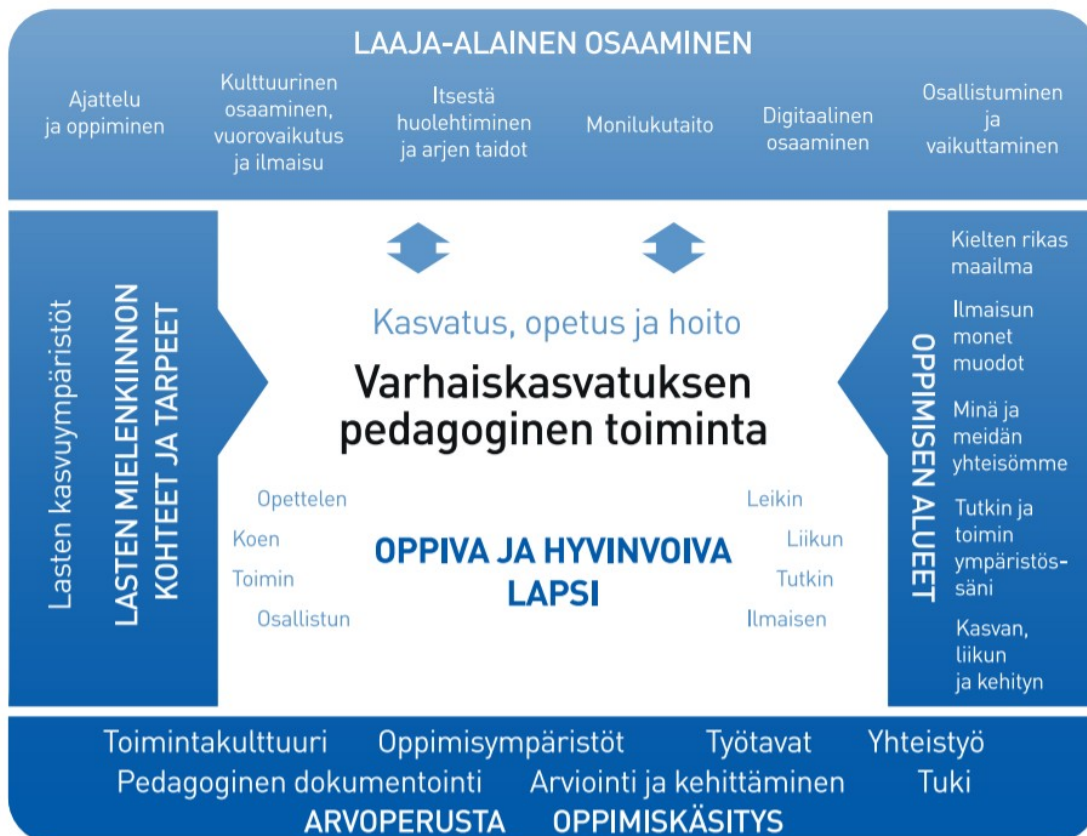 LAAJA-ALAINEN OSAAMINEN
Ajattelu
ja oppiminen
Kulttuurinen
osaaminen,
vuorovaikutus
ja ilmaisu
Itsestä
huolehtiminen
ja arjen taidot
Monilukutaito
Digitaalinen
osaaminen
Osallistuminen
ja
vaikuttaminen
Lasten kasvuympäristöt
LASTEN MIELENKIINNON
KOHTEET JA TARPEET
Kasvatus, opetus ja hoito
Varhaiskasvatuksen
pedagoginen toiminta
Opettelen
Koen
Toimin
Osallistun
OPPIVA JA HYVINVOIVA
LAPSI
Leikin
Liikun
Tutkin
Ilmaisen
OPPIMISEN ALUEET
Kielten rikas
maailma
Ilmaisun
monet
muodot
Minä ja
meidän
yhteisömme
Tutkin ja
toimin
ympäristös-
säni
Kasvan,
liikun
ja kehityn
Toimintakulttuuri Oppimisympäristöt Työtavat Yhteistyö
Pedagoginen dokumentointi Arviointi ja kehittäminen Tuki
ARVOPERUSTA OPPIMISKÄSITYS